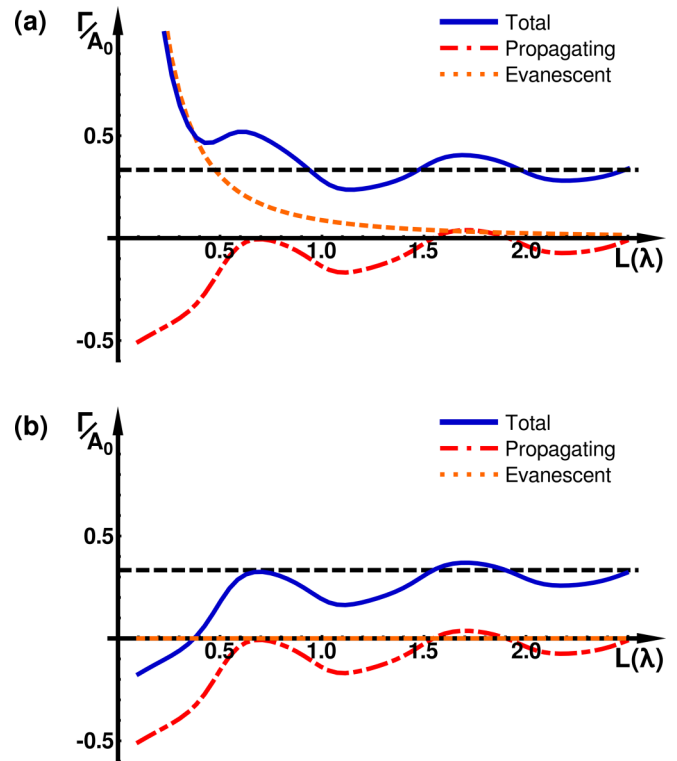 (a)
Γ/A0
Total
Propagating
Evanescent
0.5
0.5
1.0
1.5
2.0
L(λ)
-0.5
(b)
Γ/A0
Total
Propagating
Evanescent
0.5
0.5
1.0
1.5
2.0
L(λ)
-0.5